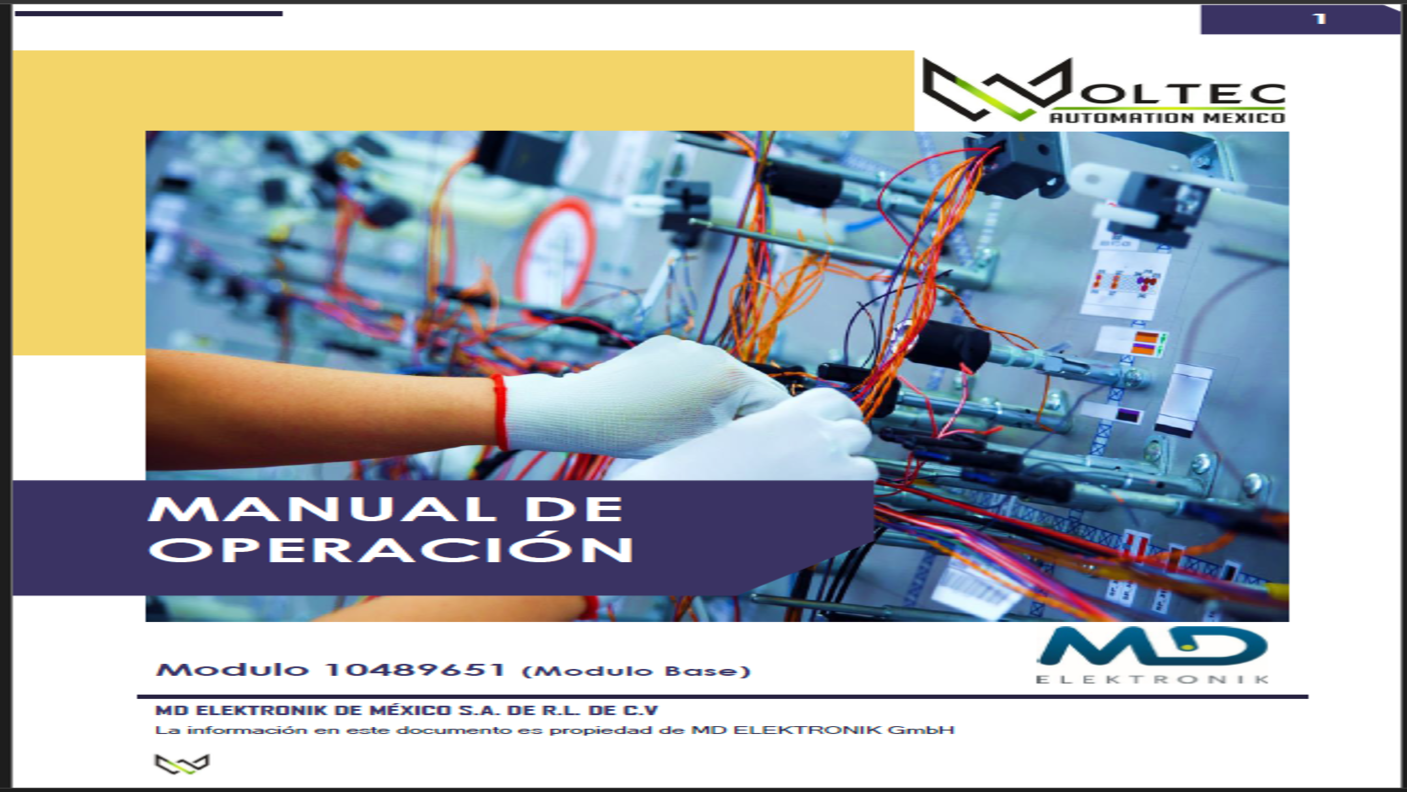 1
WOLTEC
AUTOMATION MEXICO
MANUAL DE
OPERACIÓN
MD
ELEKTRONIK
Modulo 10489651 (Modulo Base)
MD ELEKTRONIK DE MÉXICO S.A. DE R.L. DE C.V
La información en este documento es propiedad de MD ELEKTRONIK GmbH